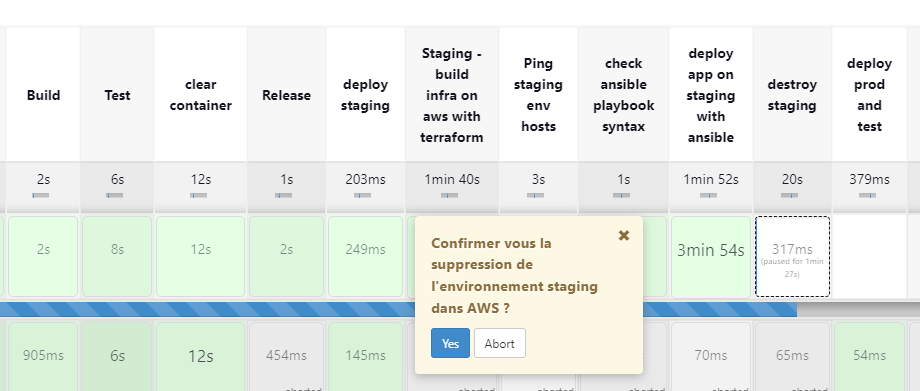 Build
Test
clear
container
Release
deploy
staging
Staging -
build
infra on
aws with
terraform
Ping
staging
env
hosts
check
ansible
playbook
syntax
deploy
app on
staging
with
ansible
destroy
staging
deploy
prod
and
test
2s
6s
12s
1s
203ms
1min 40s
3s
1s
1min 52s
20s
379ms
2s
8s
12s
2s
249ms
3min 54s
317ms
(paused for 1min
27s)
Confirmer vous la
suppression de
l'environnement staging
dans AWS ?
Yes
Abort
905ms
6s
12s
454ms
145ms
70ms
65ms
54ms